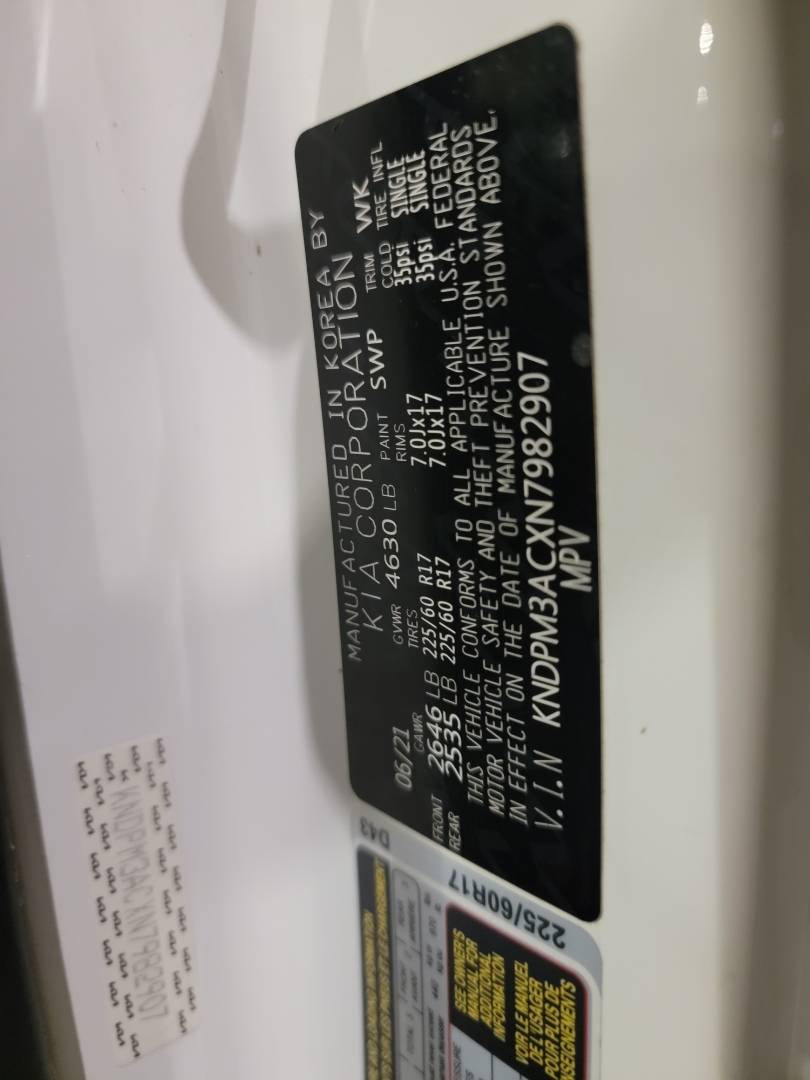 MANUFACTURED IN KOREA BY
KIA CORPORATION
06/21 GVWR 4630 LB PAINT SWP TRIM WK
GAWR TIRES RIMS COLD TIRE INFL
FRONT 2646 LB 225/60 R17 7.0Jx17 35psi SINGLE
REAR 2535 LB 225/60 R17 7.0Jx17 35psi SINGLE
THIS VEHICLE CONFORMS TO ALL APPLICABLE U.S.A. FEDERAL
MOTOR VEHICLE SAFETY AND THEFT PREVENTION STANDARDS
IN EFFECT ON THE DATE OF MANUFACTURE SHOWN ABOVE.
V.I.N KNDPM3ACXN7982907
MPV
D43
225/60R17
SEE OWNERS
MANUAL FOR
ADDITIONAL
INFORMATION
VOIR LE MANUEL
DE L'USAGER
POUR PLUS DE
KNDPM3ACXN7982907